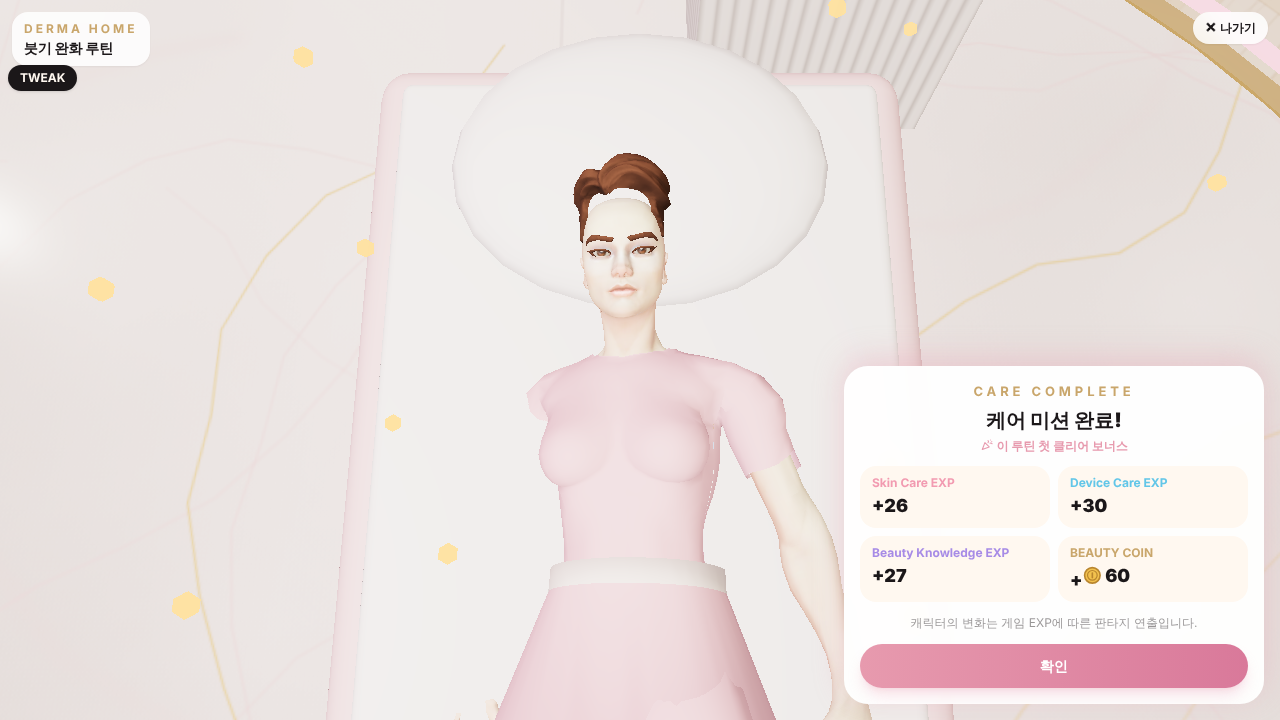 DERMA HOME
붓기 완화 루틴
TWEAK
✕ 나가기
CARE COMPLETE
케어 미션 완료!
이 루틴 첫 클리어 보너스
Skin Care EXP
+26
Device Care EXP
+30
Beauty Knowledge EXP
+27
BEAUTY COIN
+60
캐릭터의 변화는 게임 EXP에 따른 판타지 연출입니다.
확인